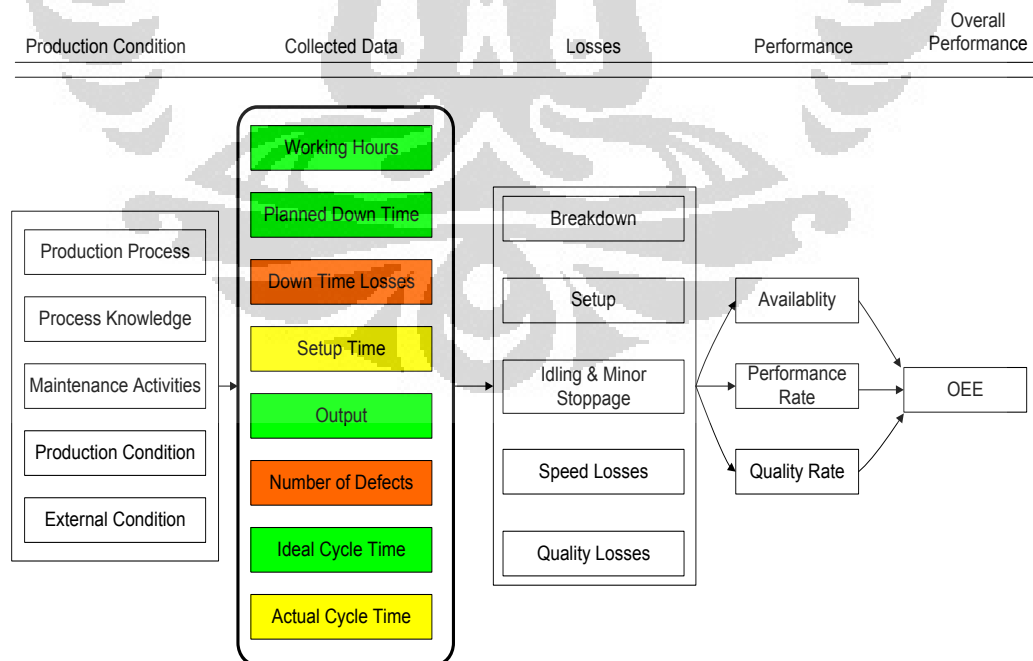 Production Condition
Collected Data
Losses
Performance
Overall
Performance
Production Process
Process Knowledge
Maintenance Activities
Production Condition
External Condition
Working Hours
Planned Down Time
Down Time Losses
Setup Time
Output
Number of Defects
Ideal Cycle Time
Actual Cycle Time
Breakdown
Setup
Idling & Minor
Stoppage
Speed Losses
Quality Losses
Availablity
Performance
Rate
Quality Rate
OEE